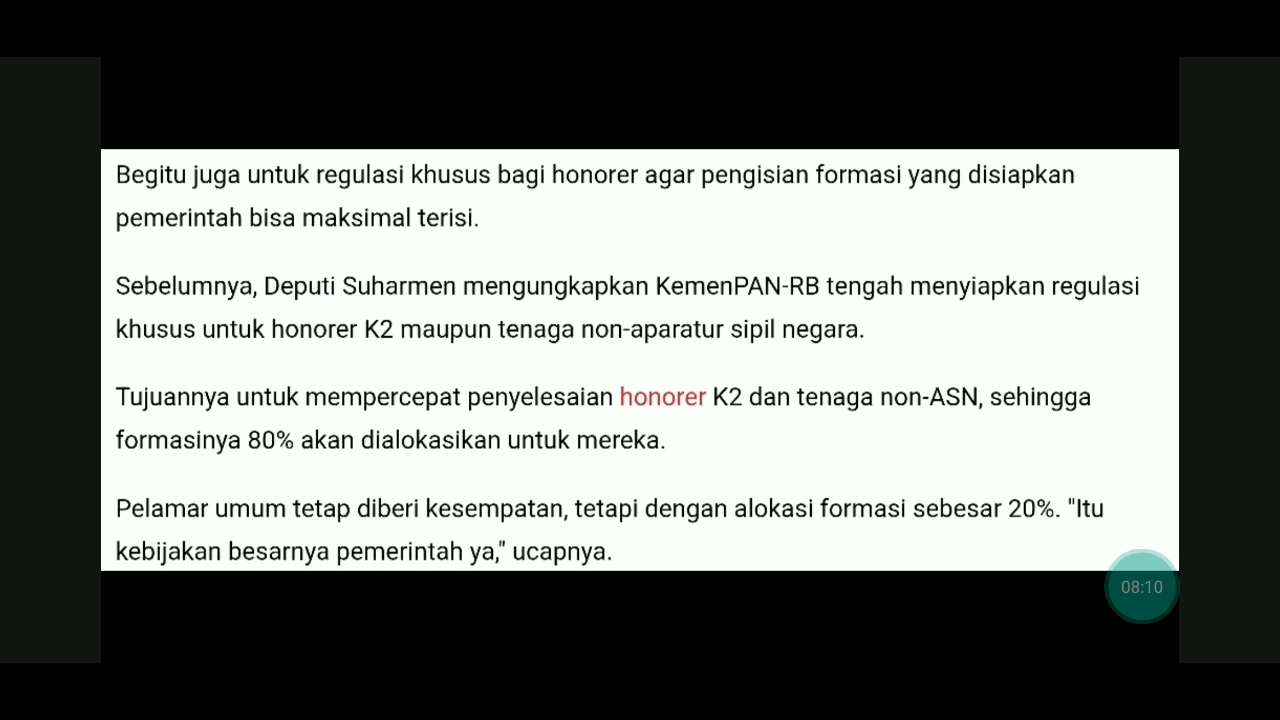 Begitu juga untuk regulasi khusus bagi honorer agar pengisian formasi yang disiapkan
pemerintah bisa maksimal terisi.
Sebelumnya, Deputi Suharmen mengungkapkan KemenPAN-RB tengah menyiapkan regulasi
khusus untuk honorer K2 maupun tenaga non-aparatur sipil negara.
Tujuannya untuk mempercepat penyelesaian honorer K2 dan tenaga non-ASN, sehingga
formasinya 80% akan dialokasikan untuk mereka.
Pelamar umum tetap diberi kesempatan, tetapi dengan alokasi formasi sebesar 20%. "Itu
kebijakan besarnya pemerintah ya," ucapnya.
08:10